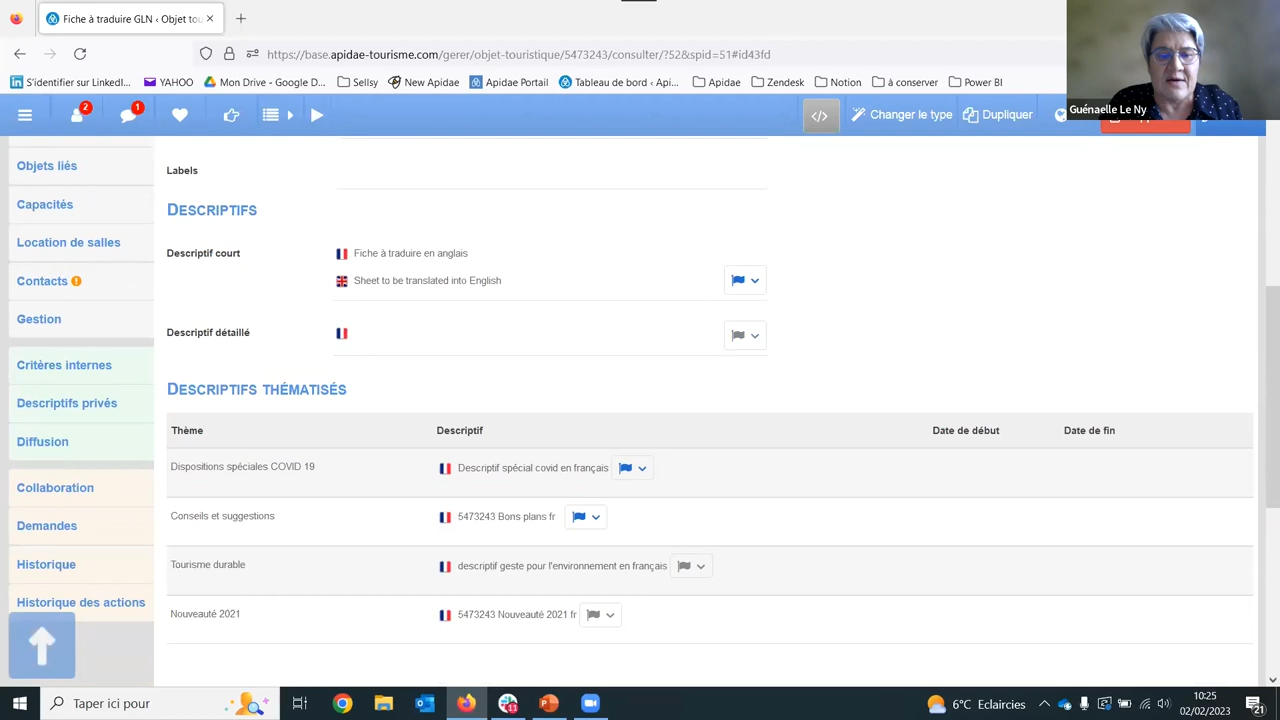 Fiche à traduire GLN ‹ Objet tou
https://base.apidae-tourisme.com/gerer/objet-touristique/5473243/consulter/?52&spid=51#id43fd
S'identifier sur LinkedI... YAHOO Mon Drive - Google D... Sellsy New Apidae Apidae Portail Tableau de bord ‹ Api... Apidae Zendesk Notion à conserver Power BI
Guénaelle Le Ny
2 1 </> Changer le type Dupliquer
Objets liés
Capacités
Location de salles
Contacts !
Gestion
Critères internes
Descriptifs privés
Diffusion
Collaboration
Demandes
Historique
Historique des actions
Labels
DESCRIPTIFS
Descriptif court Fiche à traduire en anglais
Sheet to be translated into English
Descriptif détaillé
DESCRIPTIFS THÉMATISÉS
Thème Descriptif Date de début Date de fin
Dispositions spéciales COVID 19 Descriptif spécial covid en français
Conseils et suggestions 5473243 Bons plans fr
Tourisme durable descriptif geste pour l'environnement en français
Nouveauté 2021 5473243 Nouveauté 2021 fr
Taper ici pour
6°C Eclaircies
10:25
02/02/2023
21